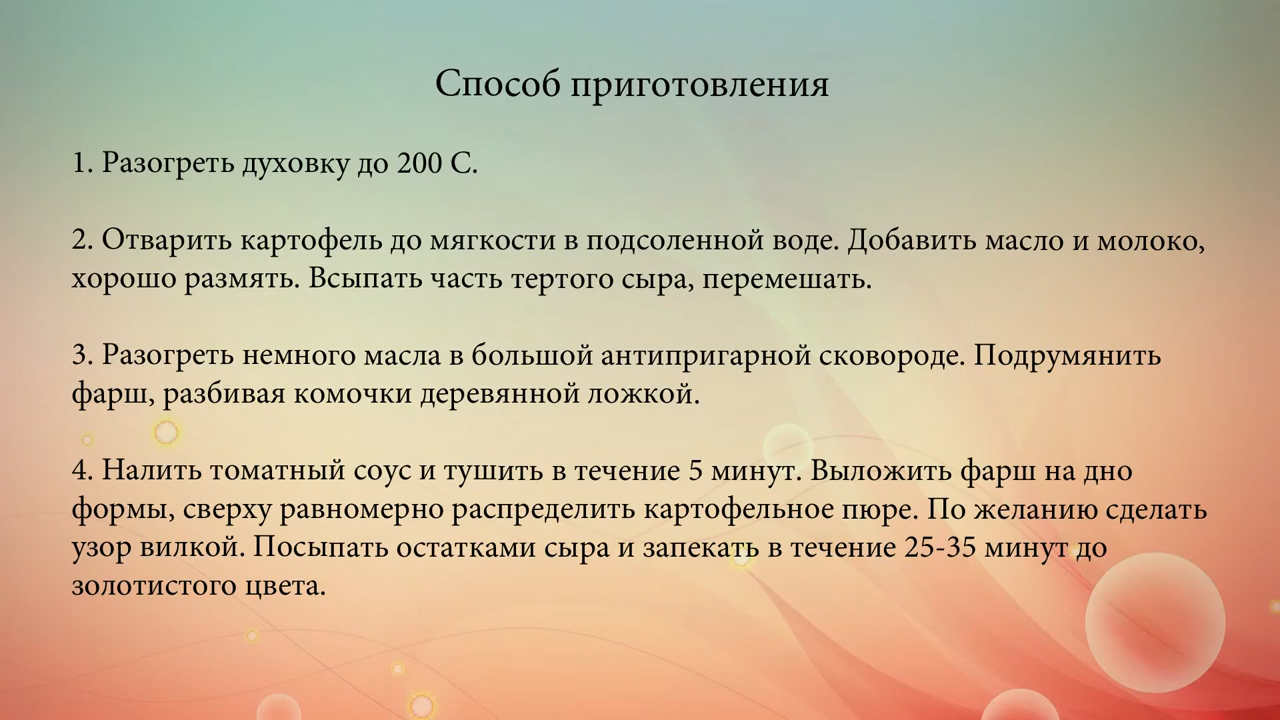 Способ приготовления
1. Разогреть духовку до 200 С.
2. Отварить картофель до мягкости в подсоленной воде. Добавить масло и молоко,
хорошо размять. Всыпать часть тертого сыра, перемешать.
3. Разогреть немного масла в большой антипригарной сковороде. Подрумянить
фарш, разбивая комочки деревянной ложкой.
4. Налить томатный соус и тушить в течение 5 минут. Выложить фарш на дно
формы, сверху равномерно распределить картофельное пюре. По желанию сделать
узор вилкой. Посыпать остатками сыра и запекать в течение 25-35 минут до
золотистого цвета.